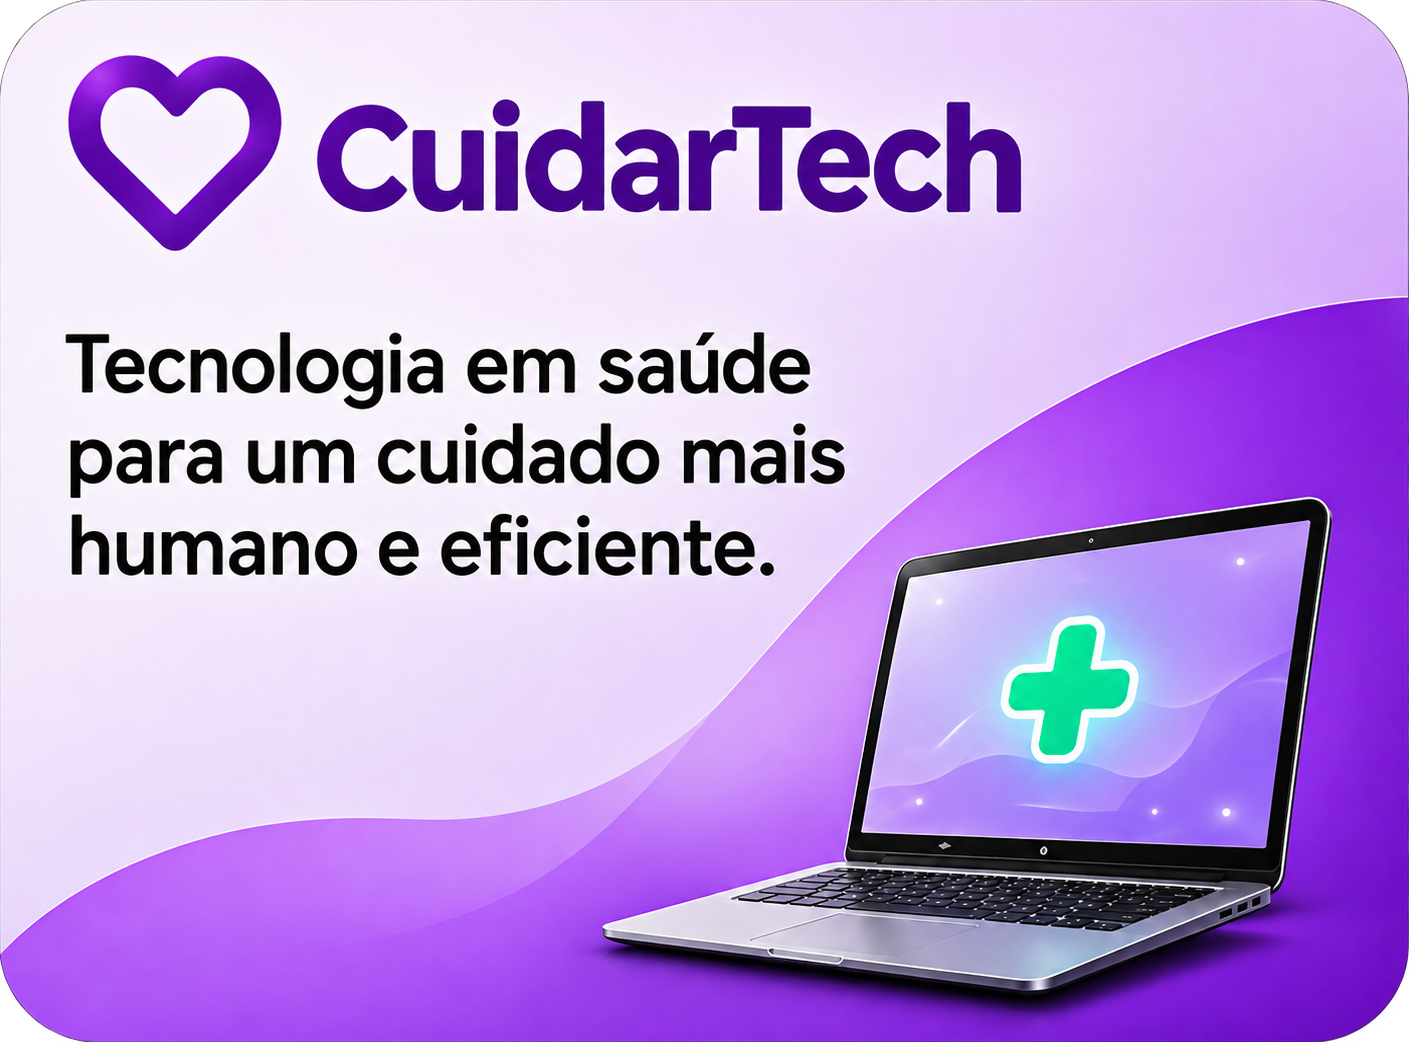 CuidarTech
Tecnologia em saúde
para um cuidado mais
humano e eficiente.